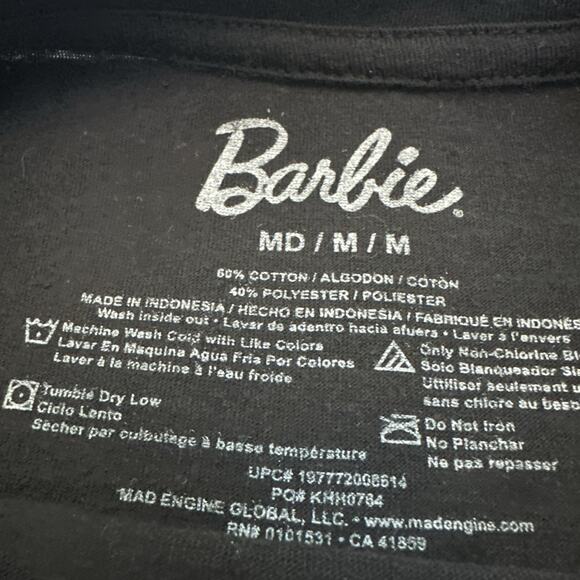 Barbie®
MD / M / M
60% COTTON / ALGODON / COTON
40% POLYESTER / POLIESTER
MADE IN INDONESIA / HECHO EN INDONESIA / FABRIQUÉ EN INDONÉS
Wash inside out • Lavar de adentro hacia afuera • Laver à l'envers
Machine Wash Cold with Like Colors
Lavar En Maquina Agua Fria Por Colores
Laver à la machine à l'eau froide
Only Non-Chlorine Bl
Solo Blanqueador Si
Utiliser seulement u
sans chlore au beso
Tumble Dry Low
Ciclo Lento
Sécher par culbutage à basse température
Do Not Iron
No Planchar
Ne pas repasser
UPC# 197772008614
PO# KHH0764
MAD ENGINE GLOBAL, LLC. • www.madengine.com
RN# 0101531 • CA 41859